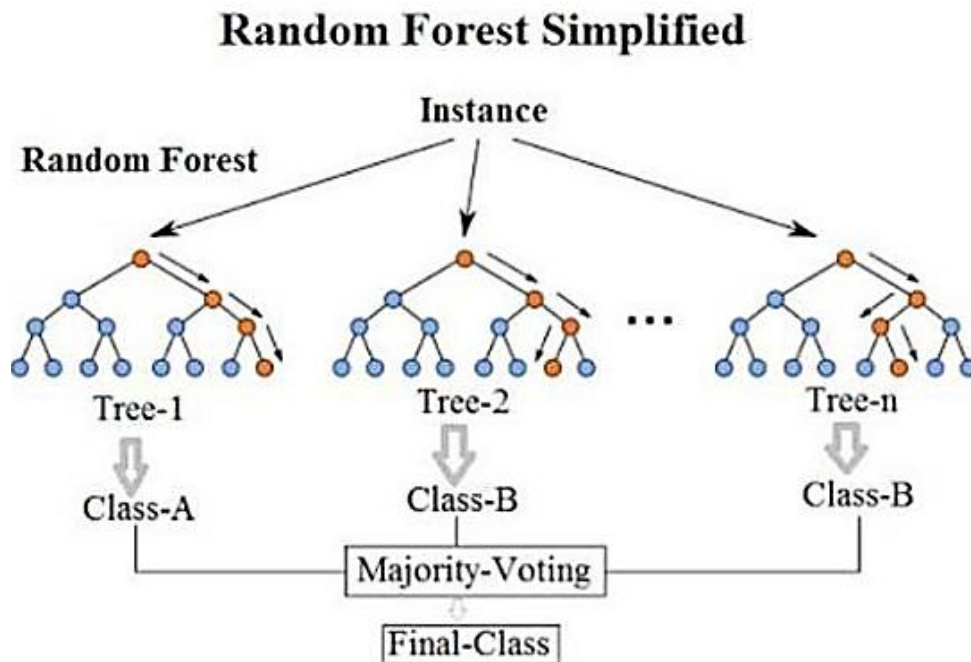 Random Forest Simplified
Instance
Random Forest
...
Tree-1
Tree-2
Tree-n
Class-A
Class-B
Class-B
Majority-Voting
Final-Class